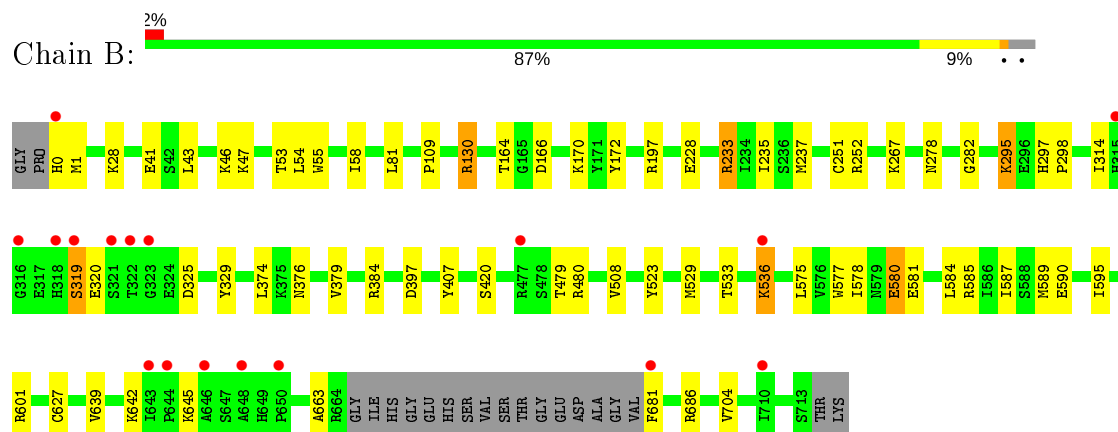 2%
Chain B:
87% 9% • •
GLY PRO H0 M1 K28 E41 S42 L43 K46 K47 T53 L54 W55 I58 L81 P109 R130 T164 G165 D166 K170 Y171 Y172 R197 E228 R233 I234 I235 S236 M237 C251 R252 K267 N278 G282 K295 E296 H297 P298 I314 H315
G316 E317 H318 S319 E320 S321 T322 G323 E324 D325 Y329 L374 K375 N376 V379 R384 D397 Y407 S420 R477 S478 T479 R480 V508 Y523 M529 T533 K536 L575 V576 W577 I578 N579 E580 E581 L584 R585 I586 I587 S588 M589 E590 I595
R601 C627 V639 K642 I643 P644 K645 A646 S647 A648 H649 P650 A663 R664 GLY ILE HIS GLY GLU HIS SER VAL SER THR GLY GLU ASP ALA GLY VAL F681 R686 V704 I710 S713 THR LYS